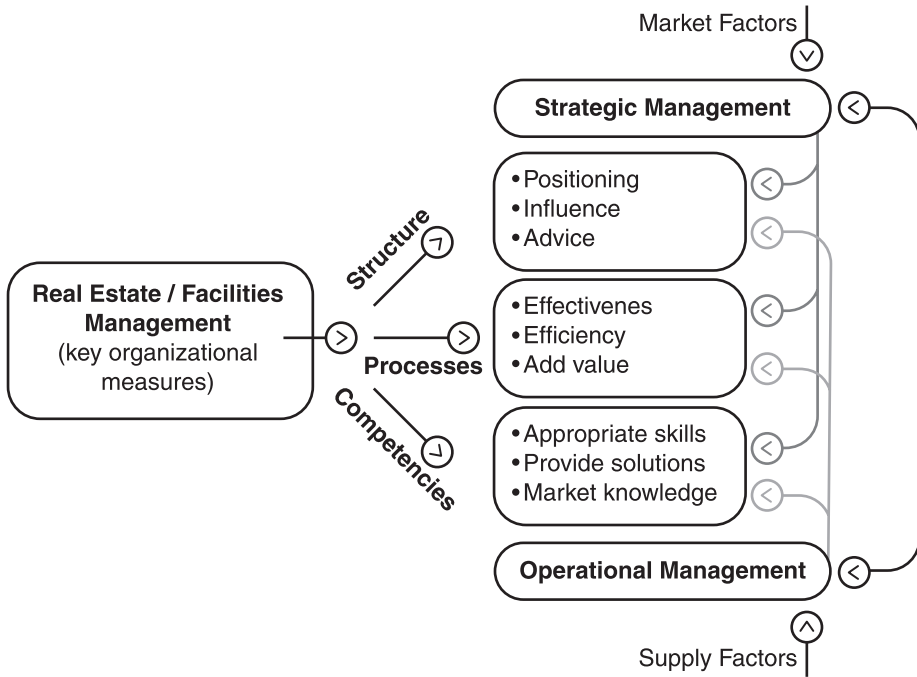 Market Factors
Strategic Management
• Positioning
• Influence
• Advice
Structure
Real Estate / Facilities
Management
(key organizational
measures)
Processes
• Effectivenes
• Efficiency
• Add value
Competencies
• Appropriate skills
• Provide solutions
• Market knowledge
Operational Management
Supply Factors